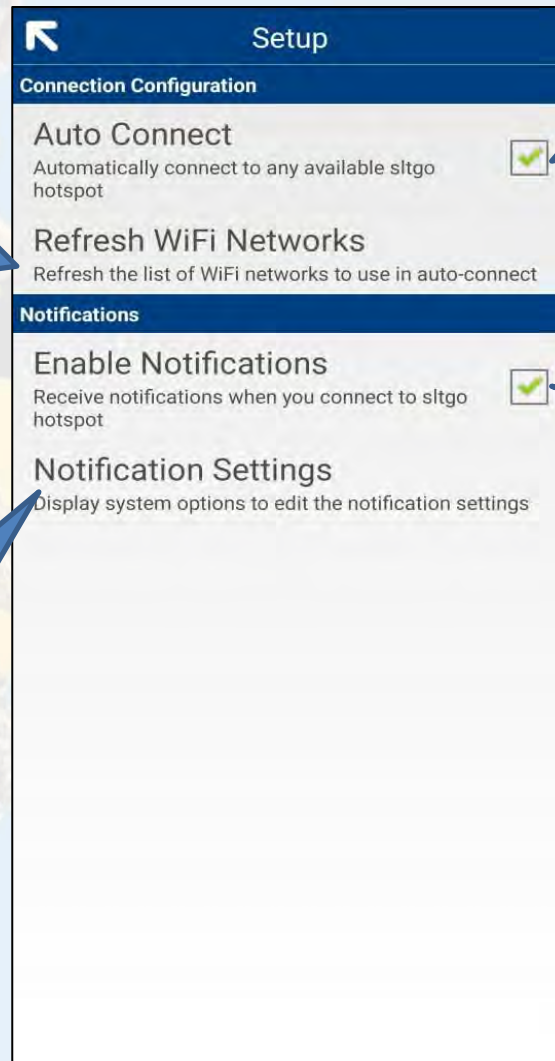 Setup
Connection Configuration
Auto Connect
Automatically connect to any available sltgo
hotspot
Refresh WiFi Networks
Refresh the list of WiFi networks to use in auto-connect
Notifications
Enable Notifications
Receive notifications when you connect to sltgo
hotspot
Notification Settings
Display system options to edit the notification settings